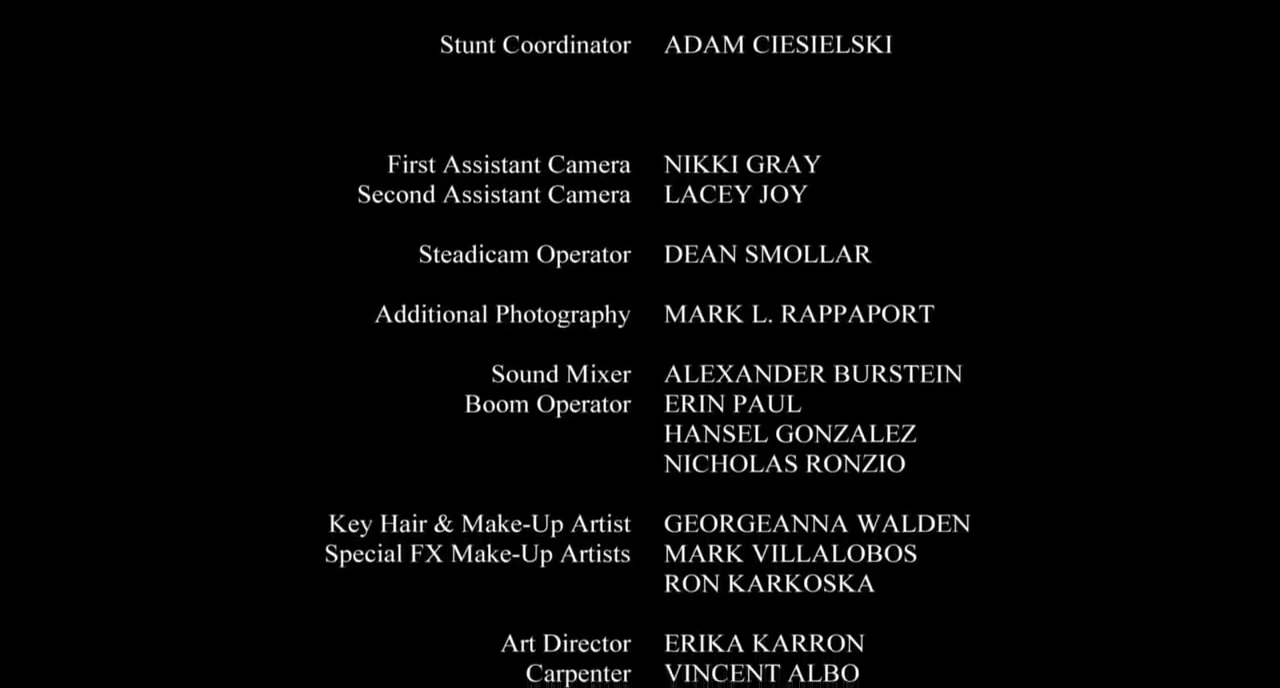 Stunt Coordinator ADAM CIESIELSKI
First Assistant Camera NIKKI GRAY
Second Assistant Camera LACEY JOY
Steadicam Operator DEAN SMOLLAR
Additional Photography MARK L. RAPPAPORT
Sound Mixer ALEXANDER BURSTEIN
Boom Operator ERIN PAUL
HANSEL GONZALEZ
NICHOLAS RONZIO
Key Hair & Make-Up Artist GEORGEANNA WALDEN
Special FX Make-Up Artists MARK VILLALOBOS
RON KARKOSKA
Art Director ERIKA KARRON
Carpenter VINCENT ALBO